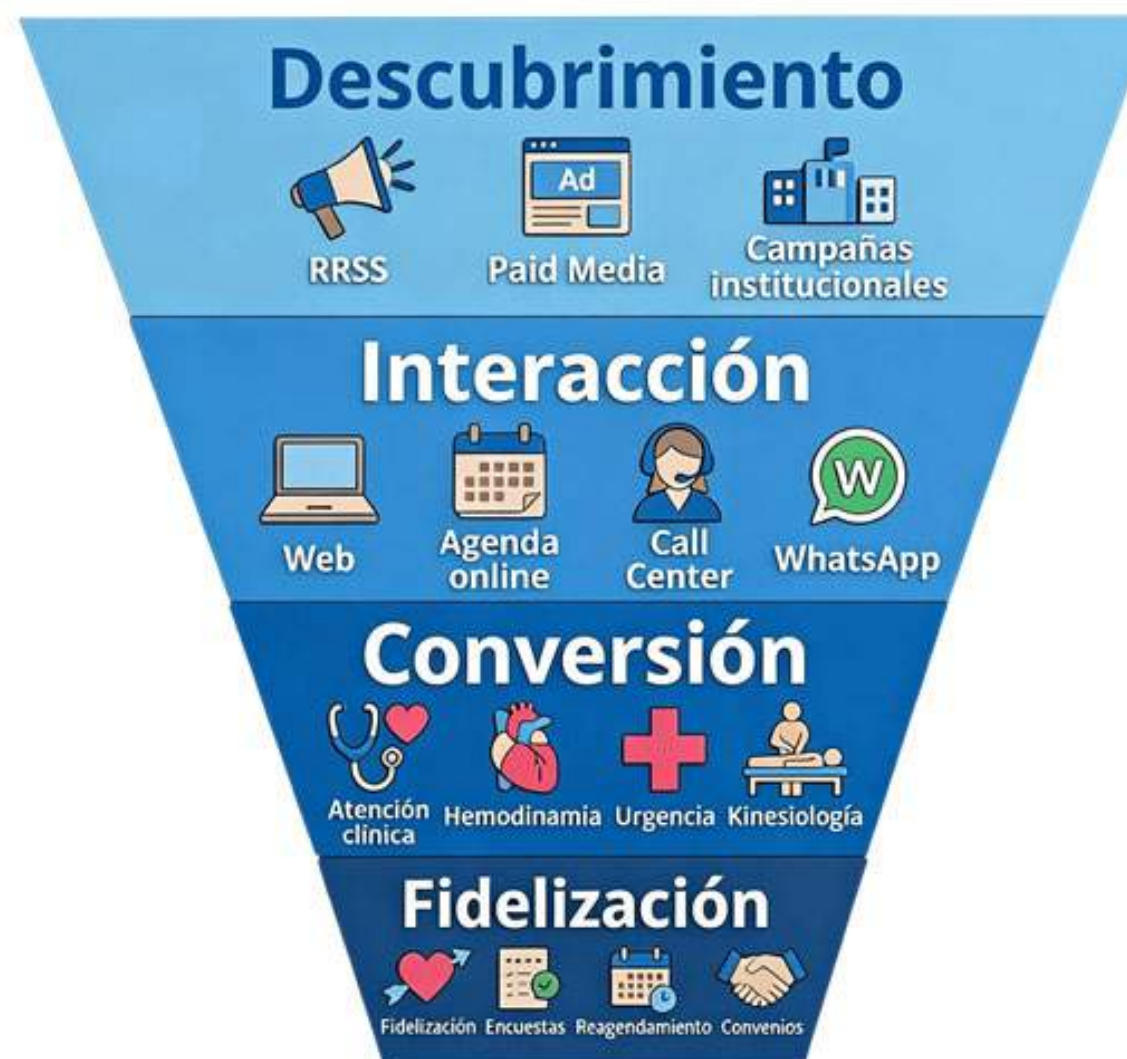 Descubrimiento
Ad
RRSS
Paid Media
Campañas
institucionales
Interacción
W
Web
Agenda
online
Call
Center
WhatsApp
Conversión
Atención
clínica
Hemodinamia
Urgencia
Kinesiología
Fidelización
Fidelización
Encuestas
Reagendamiento
Convenios